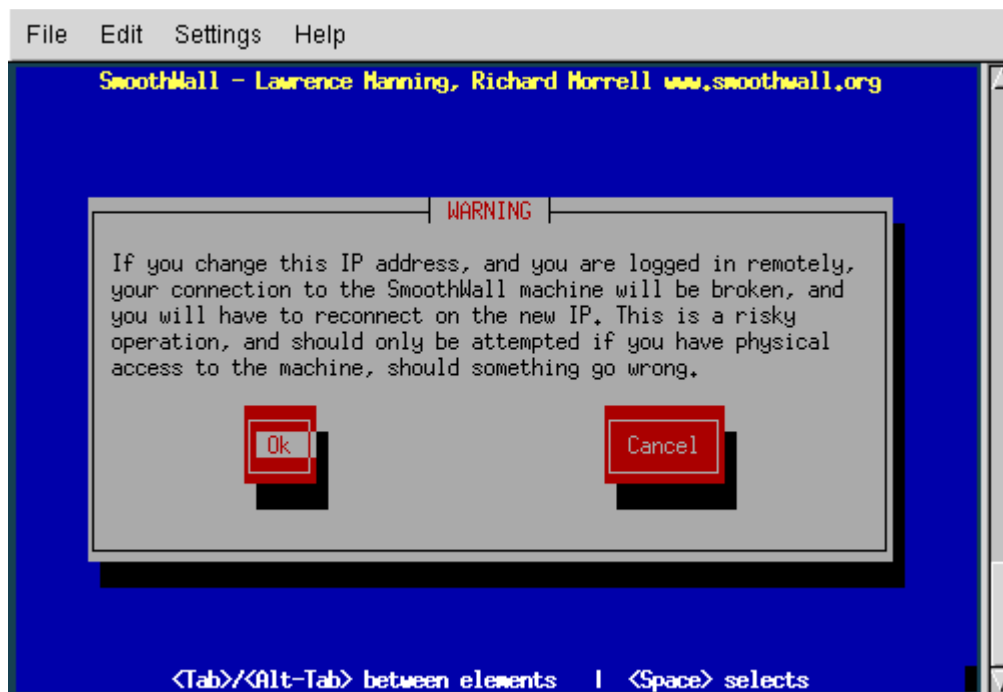 File Edit Settings Help
SmoothWall - Lawrence Manning, Richard Morrell www.smoothwall.org
WARNING
If you change this IP address, and you are logged in remotely,
your connection to the SmoothWall machine will be broken, and
you will have to reconnect on the new IP. This is a risky
operation, and should only be attempted if you have physical
access to the machine, should something go wrong.
Ok Cancel
<Tab>/<Alt-Tab> between elements | <Space> selects